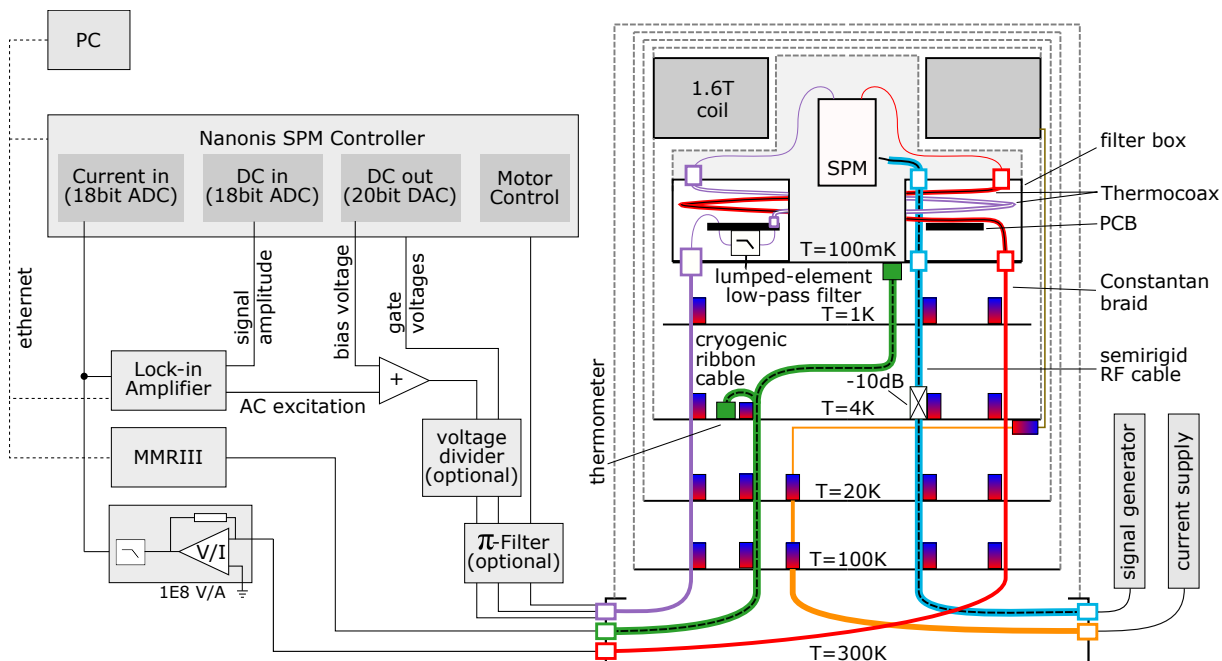 PC
Nanonis SPM Controller
Current in
(18bit ADC)
DC in
(18bit ADC)
DC out
(20bit DAC)
Motor
Control
ethernet
signal
amplitude
bias voltage
gate
voltages
Lock-in
Amplifier
AC excitation
+
MMRIII
voltage
divider
(optional)
π-Filter
(optional)
V/I
1E8 V/A
1.6T
coil
SPM
filter box
Thermocoax
PCB
T=100mK
lumped-element
low-pass filter
Constantan
braid
T=1K
cryogenic
ribbon
cable
-10dB
semirigid
RF cable
T=4K
thermometer
T=20K
T=100K
T=300K
signal generator
current supply